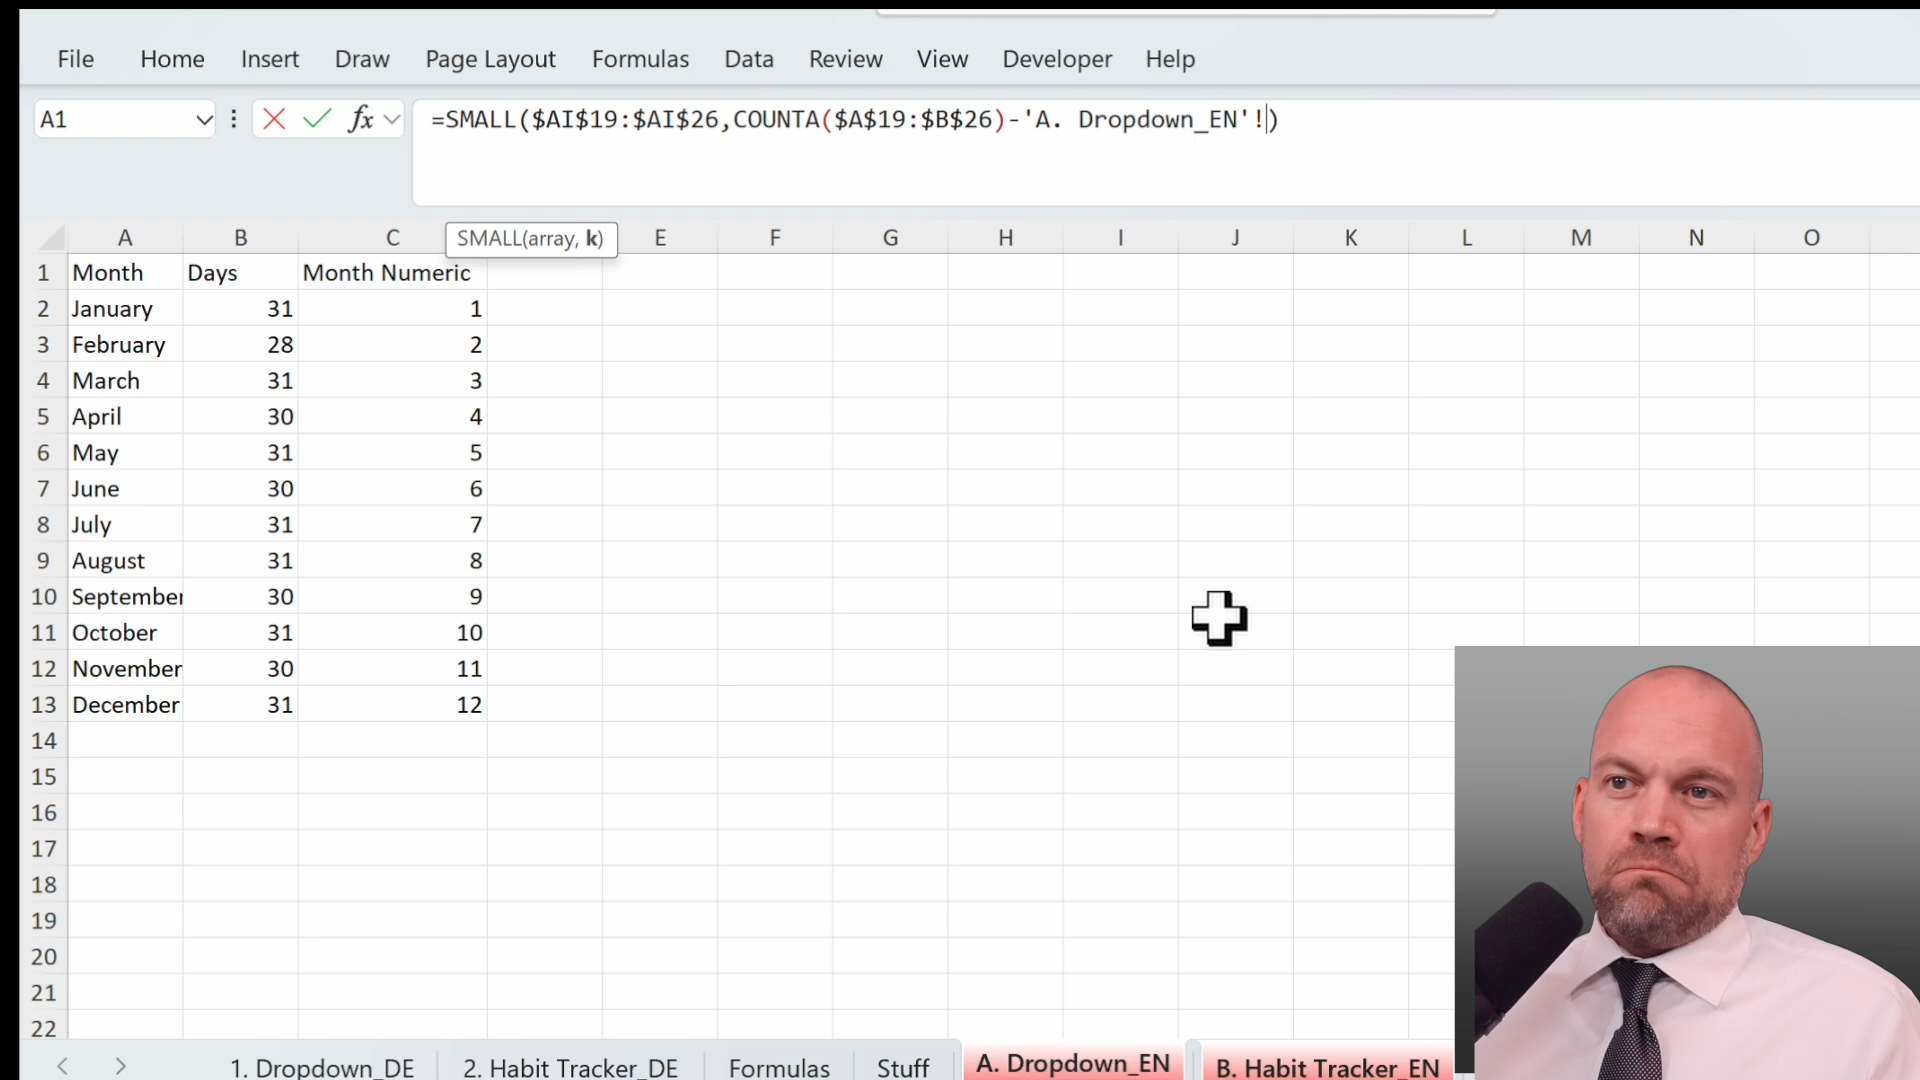 File Home Insert Draw Page Layout Formulas Data Review View Developer Help
A1 fx =SMALL($AI$19:$AI$26,COUNTA($A$19:$B$26)-'A. Dropdown_EN'!)
SMALL(array, k)
A B C E F G H I J K L M N O
1 Month Days Month Numeric
2 January 31 1
3 February 28 2
4 March 31 3
5 April 30 4
6 May 31 5
7 June 30 6
8 July 31 7
9 August 31 8
10 September 30 9
11 October 31 10
12 November 30 11
13 December 31 12
14
15
16
17
18
19
20
21
22
1. Dropdown_DE 2. Habit Tracker_DE Formulas Stuff A. Dropdown_EN B. Habit Tracker_EN